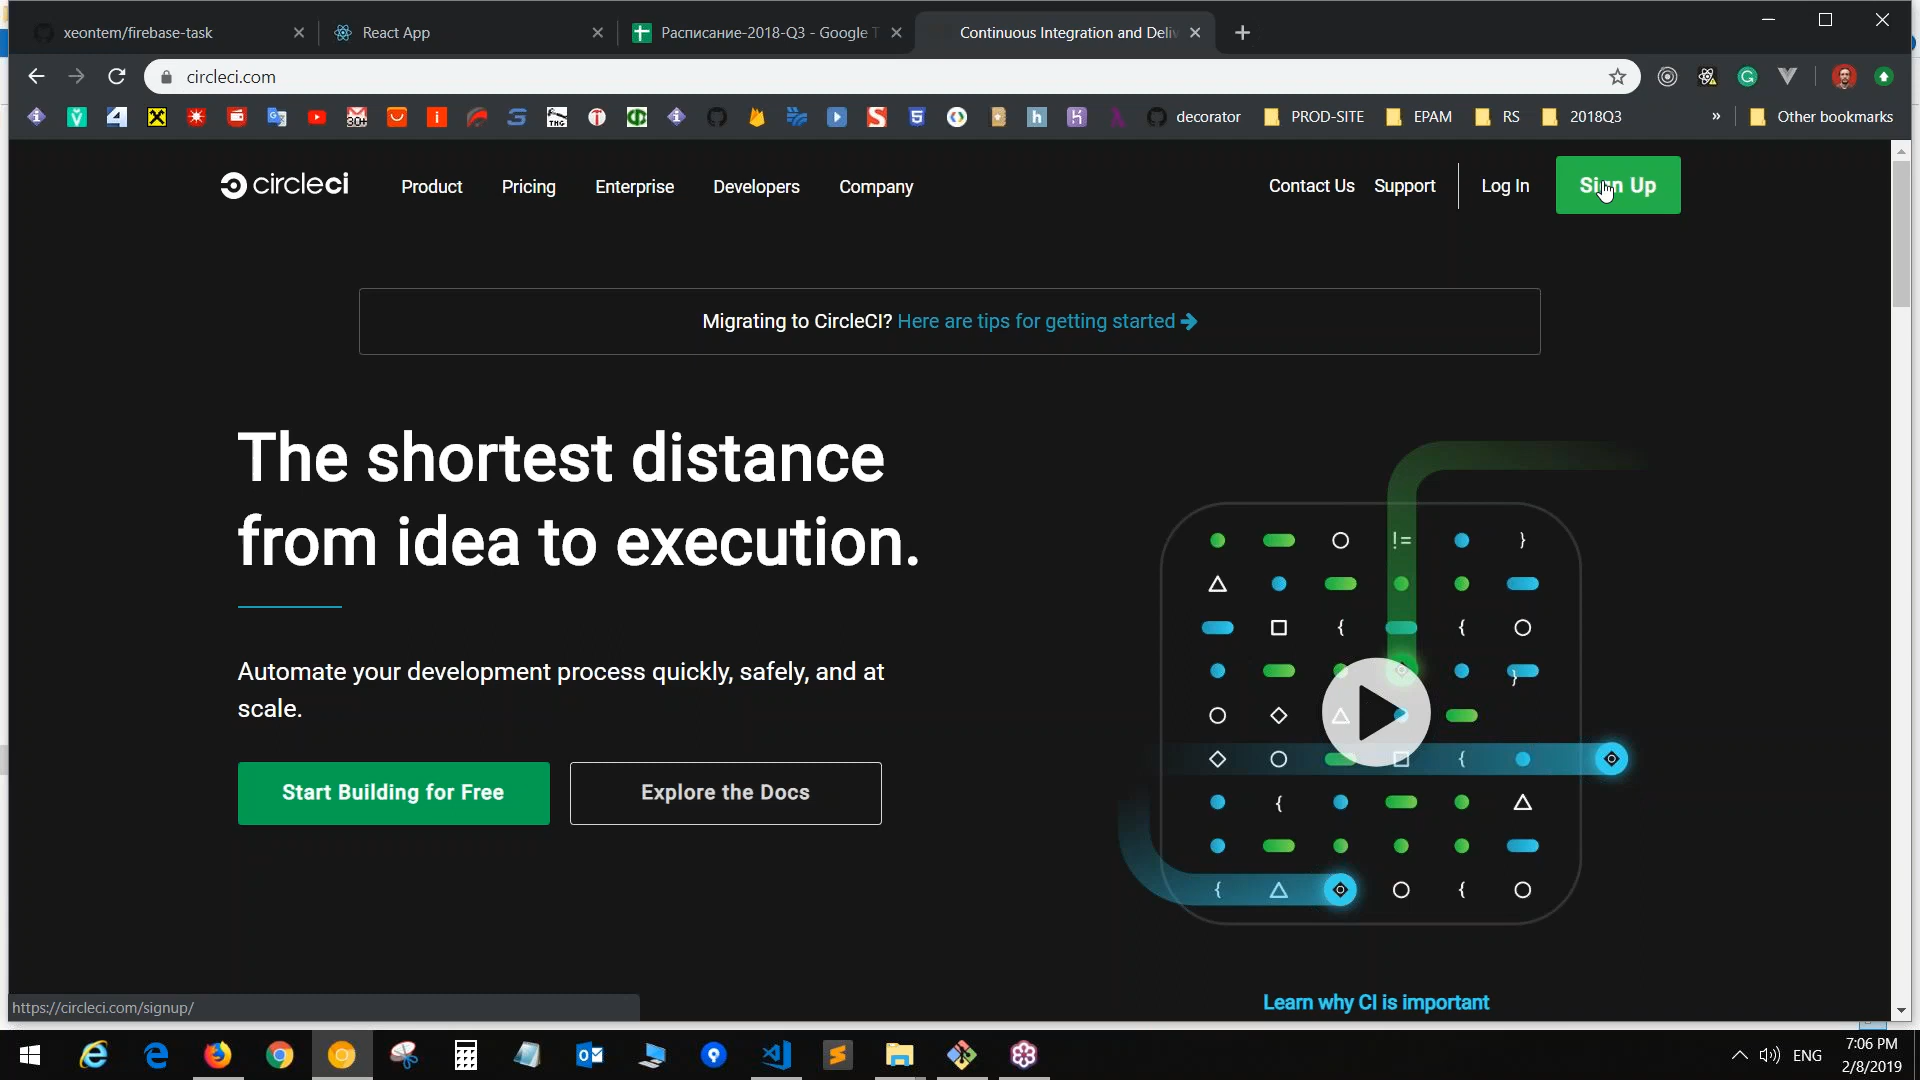 xeontem/firebase-task
React App
Расписание-2018-Q3 - Google T
Continuous Integration and Deliv
circleci.com
30+
THG
decorator
PROD-SITE
EPAM
RS
2018Q3
»
Other bookmarks
circleci
Product
Pricing
Enterprise
Developers
Company
Contact Us
Support
Log In
Sign Up
Migrating to CircleCI? Here are tips for getting started
The shortest distance
from idea to execution.
Automate your development process quickly, safely, and at
scale.
Start Building for Free
Explore the Docs
Learn why CI is important
https://circleci.com/signup/
ENG
7:06 PM
2/8/2019